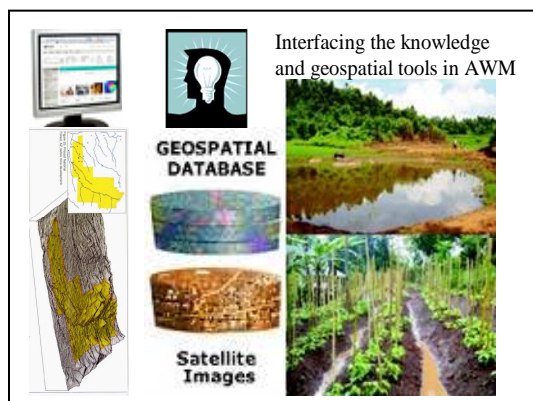 Interfacing the knowledge
and geospatial tools in AWM
GEOSPATIAL
DATABASE
Satellite
Images